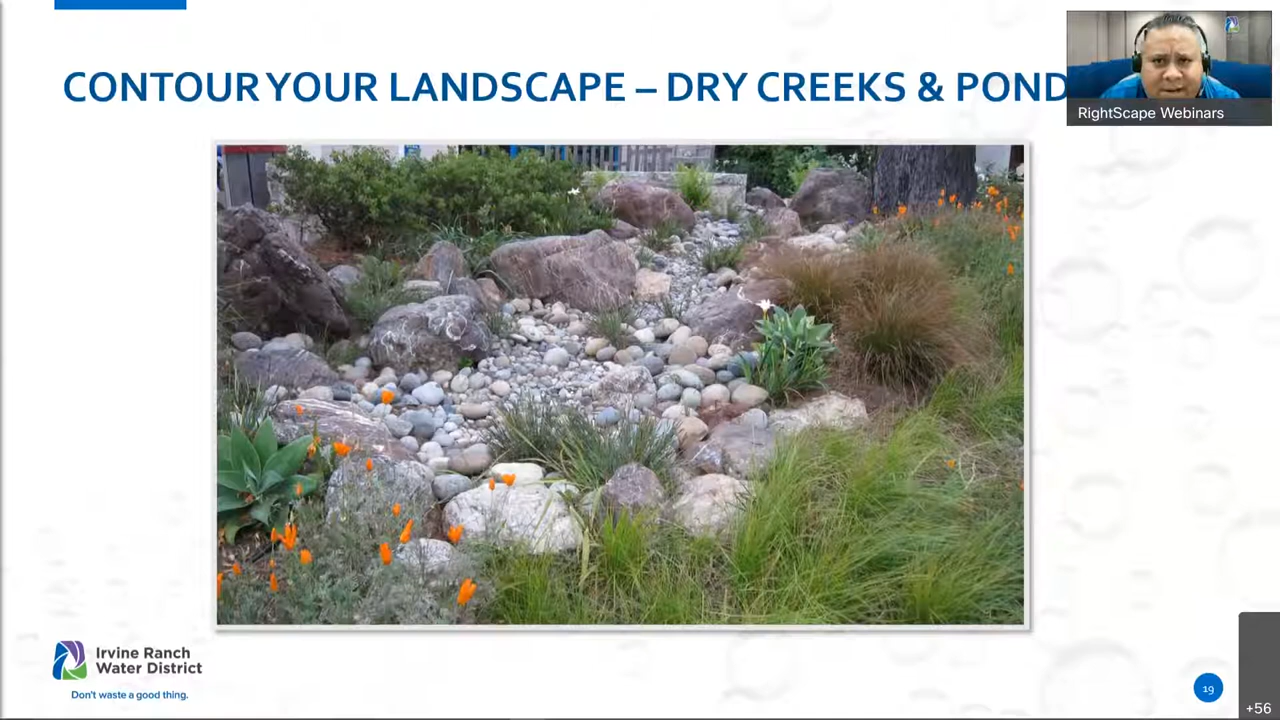 CONTOUR YOUR LANDSCAPE – DRY CREEKS & POND
RightScape Webinars
Irvine Ranch
Water District
Don't waste a good thing.
19
+56